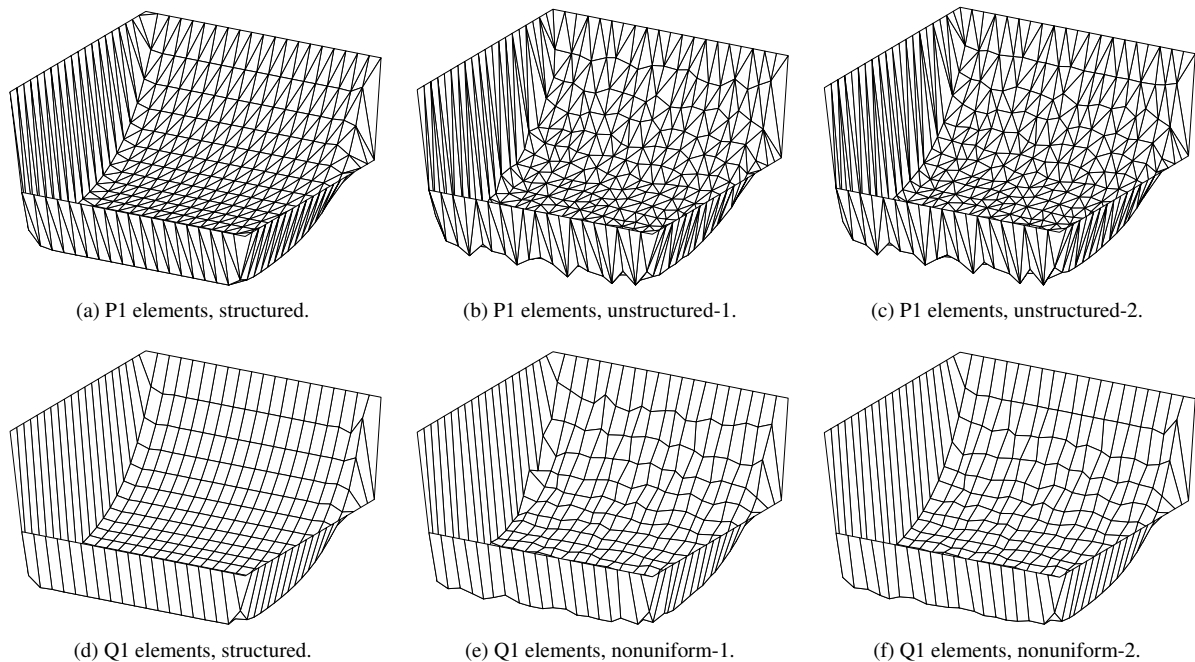 (a) P1 elements, structured.
(b) P1 elements, unstructured-1.
(c) P1 elements, unstructured-2.
(d) Q1 elements, structured.
(e) Q1 elements, nonuniform-1.
(f) Q1 elements, nonuniform-2.